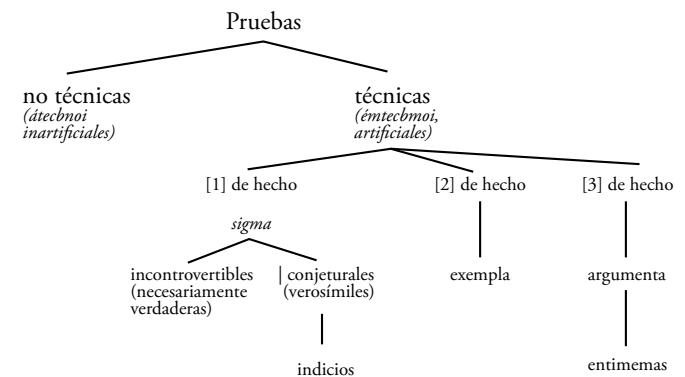 Pruebas
no técnicas
(átecbnoi
inartificiales)
técnicas
(émtecbmoi,
artificiales)
[1] de hecho
[2] de hecho
[3] de hecho
sigma
incontrovertibles
(necesariamente
verdaderas)
| conjeturales
(verosímiles)
exempla
argumenta
indicios
entimemas